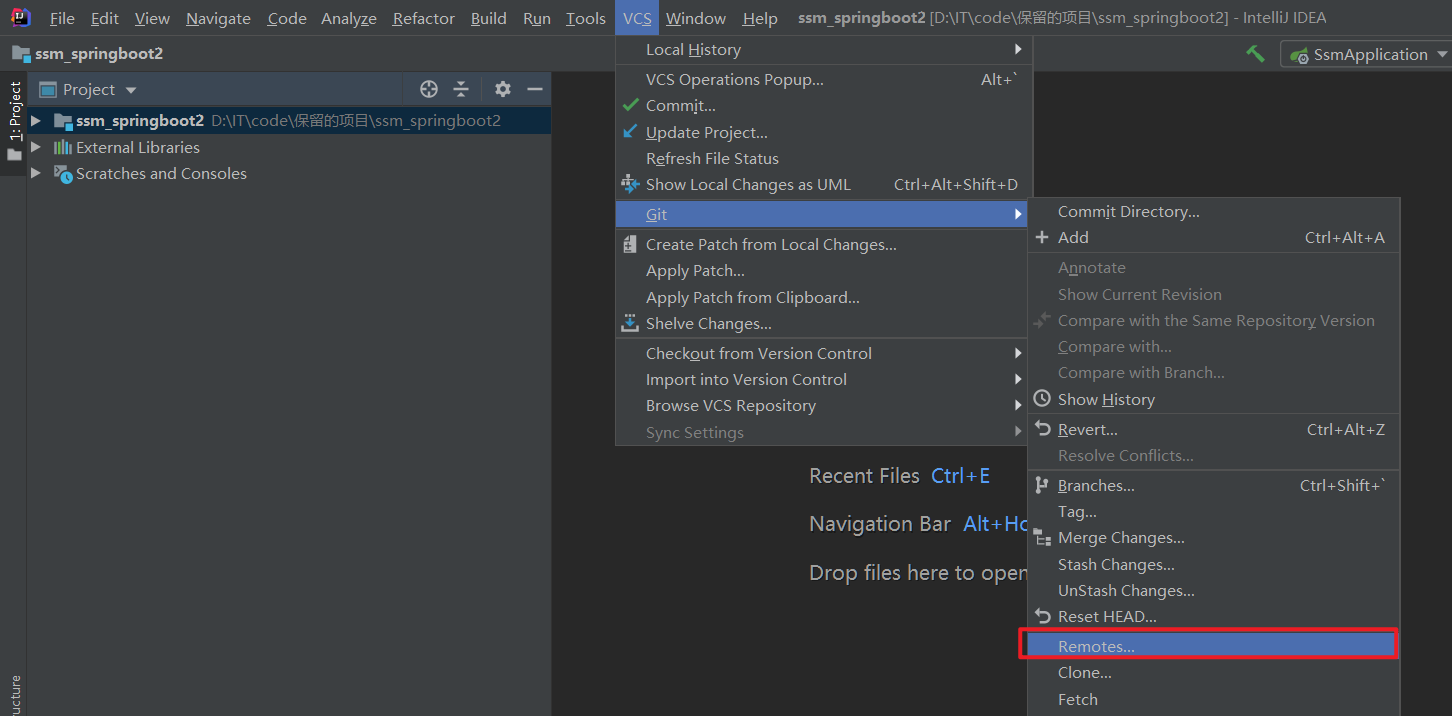 File Edit View Navigate Code Analyze Refactor Build Run Tools VCS Window Help ssm_springboot2 [D:\IT\code\保留的项目\ssm_springboot2] - IntelliJ IDEA
ssm_springboot2
SsmApplication
1: Project
Project
ssm_springboot2 D:\IT\code\保留的项目\ssm_springboot2
External Libraries
Scratches and Consoles
Local History
VCS Operations Popup... Alt+`
Commit...
Update Project...
Refresh File Status
Show Local Changes as UML Ctrl+Alt+Shift+D
Git
Create Patch from Local Changes...
Apply Patch...
Apply Patch from Clipboard...
Shelve Changes...
Checkout from Version Control
Import into Version Control
Browse VCS Repository
Sync Settings
Commit Directory...
Add Ctrl+Alt+A
Annotate
Show Current Revision
Compare with the Same Repository Version
Compare with...
Compare with Branch...
Show History
Revert... Ctrl+Alt+Z
Resolve Conflicts...
Branches... Ctrl+Shift+`
Tag...
Merge Changes...
Stash Changes...
UnStash Changes...
Reset HEAD...
Remotes...
Clone...
Fetch
Recent Files Ctrl+E
Navigation Bar Alt+Ho
Drop files here to open
ucture